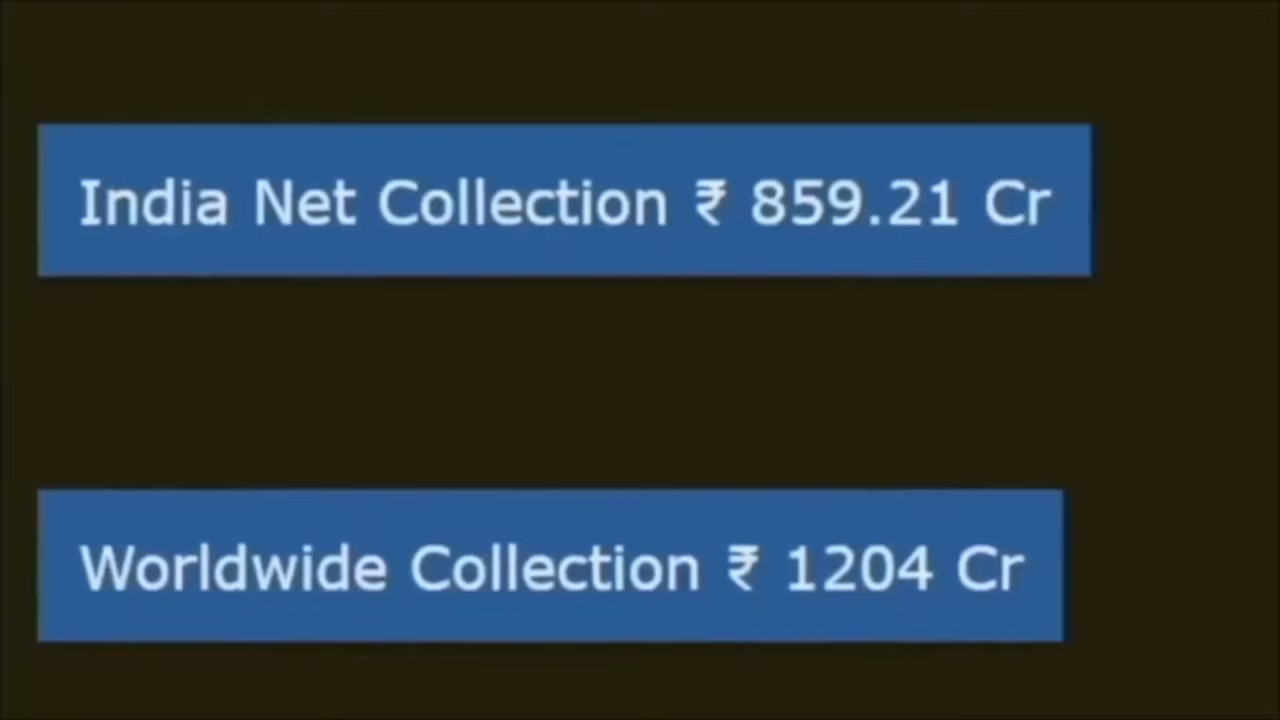 India Net Collection ₹ 859.21 Cr
Worldwide Collection ₹ 1204 Cr